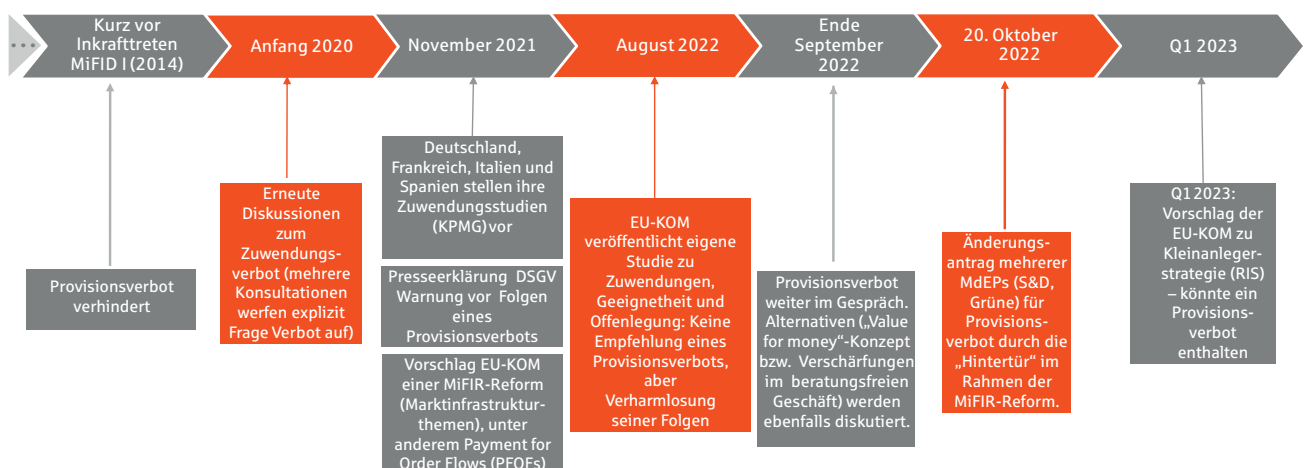 Kurz vor
Inkrafttreten
MiFID I (2014)
Anfang 2020
November 2021
August 2022
Ende
September
2022
20. Oktober
2022
Q1 2023
Provisionsverbot
verhindert
Erneute
Diskussionen
zum
Zuwendungs-
verbot (mehrere
Konsultationen
werfen explizit
Frage Verbot auf)
Deutschland,
Frankreich, Italien und
Spanien stellen ihre
Zuwendungsstudien
(KPMG) vor
Presseerklärung DSGV
Warnung vor Folgen
eines
Provisionsverbots
Vorschlag EU-KOM
einer MiFIR-Reform
(Marktinfrastruktur-
themen), unter
anderem Payment for
Order Flows (PFOFs)
EU-KOM
veröffentlicht eigene
Studie zu
Zuwendungen,
Geeignetheit und
Offenlegung: Keine
Empfehlung eines
Provisionsverbots,
aber
Verharmlosung
seiner Folgen
Provisionsverbot
weiter im Gespräch.
Alternativen („Value
for money“-Konzept
bzw. Verschärfungen
im beratungsfreien
Geschäft) werden
ebenfalls diskutiert.
Änderungs-
antrag mehrerer
MdEPs (S&D,
Grüne) für
Provisions-
verbot durch die
„Hintertür“ im
Rahmen der
MiFIR-Reform.
Q1 2023:
Vorschlag der
EU-KOM zu
Kleinanleger-
strategie (RIS)
– könnte ein
Provisions-
verbot
enthalten